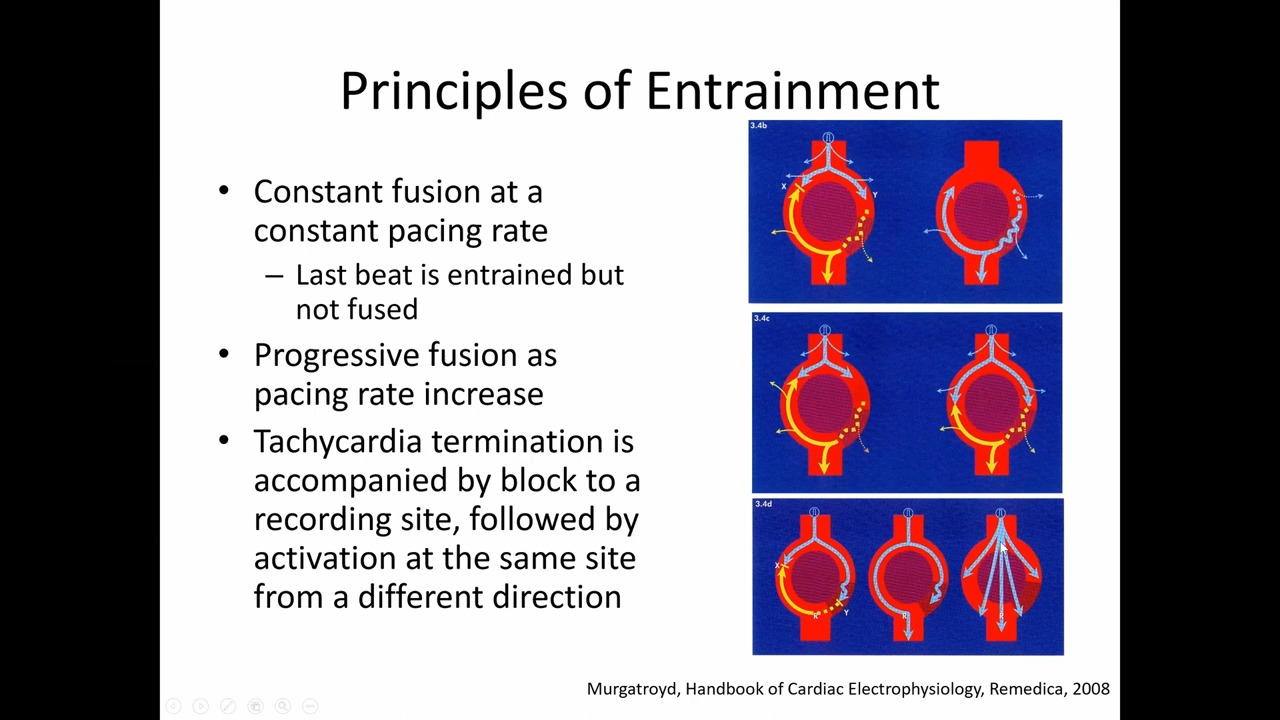 Principles of Entrainment
• Constant fusion at a
constant pacing rate
– Last beat is entrained but
not fused
• Progressive fusion as
pacing rate increase
• Tachycardia termination is
accompanied by block to a
recording site, followed by
activation at the same site
from a different direction
3.4b
X
Y
3.4c
3.4d
X
R
Y
R
R
Murgatroyd, Handbook of Cardiac Electrophysiology, Remedica, 2008